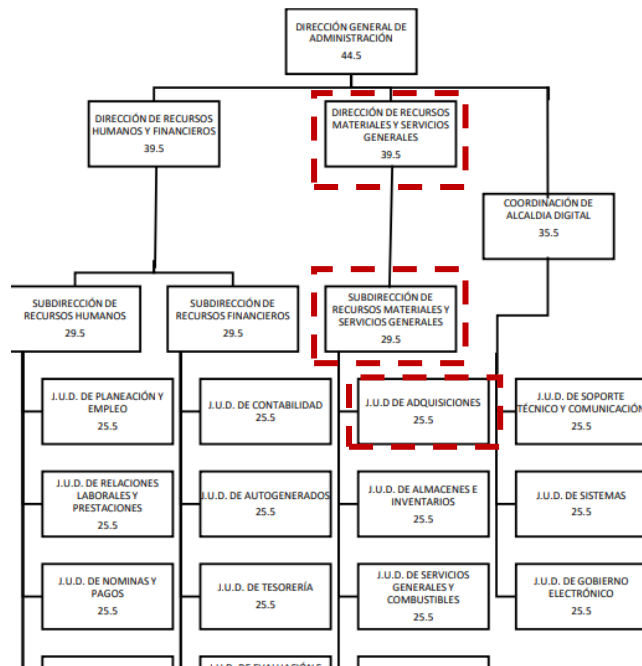 DIRECCIÓN GENERAL DE
ADMINISTRACIÓN
44.5
DIRECCIÓN DE RECURSOS
HUMANOS Y FINANCIEROS
39.5
DIRECCIÓN DE RECURSOS
MATERIALES Y SERVICIOS
GENERALES
39.5
COORDINACIÓN DE
ALCALDIA DIGITAL
35.5
SUBDIRECCIÓN DE
RECURSOS HUMANOS
29.5
SUBDIRECCIÓN DE
RECURSOS FINANCIEROS
29.5
SUBDIRECCIÓN DE
RECURSOS MATERIALES Y
SERVICIOS GENERALES
29.5
J.U.D. DE PLANEACIÓN Y
EMPLEO
25.5
J.U.D. DE CONTABILIDAD
25.5
J.U.D DE ADQUISICIONES
25.5
J.U.D. DE SOPORTE
TÉCNICO Y COMUNICACIÓN
25.5
J.U.D. DE RELACIONES
LABORALES Y
PRESTACIONES
25.5
J.U.D. DE AUTOGENERADOS
25.5
J.U.D. DE ALMACENES E
INVENTARIOS
25.5
J.U.D. DE SISTEMAS
25.5
J.U.D. DE NOMINAS Y
PAGOS
25.5
J.U.D. DE TESORERÍA
25.5
J.U.D. DE SERVICIOS
GENERALES Y
COMBUSTIBLES
25.5
J.U.D. DE GOBIERNO
ELECTRÓNICO
25.5
J.U.D. DE EVALUACIÓN E